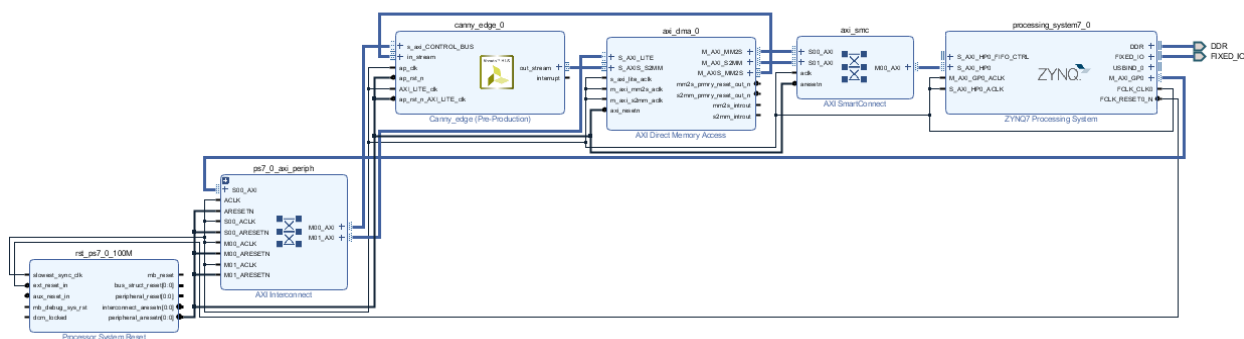 canny_edge_0
s_axi_CONTROL_BUS
in_stream
ap_clk
ap_rst_n
AXI_LITE_clk
ap_rst_n_AXI_LITE_clk
out_stream
interrupt
Canny_edge (Pre-Production)
axi_dma_0
S_AXI_LITE
S_AXIS_S2MM
s_axi_lite_aclk
m_axi_mm2s_aclk
m_axi_s2mm_aclk
axi_resetn
M_AXI_MM2S
M_AXI_S2MM
M_AXIS_MM2S
mm2s_prmry_reset_out_n
s2mm_prmry_reset_out_n
mm2s_introut
s2mm_introut
AXI Direct Memory Access
axi_smc
S00_AXI
S01_AXI
aclk
aresetn
M00_AXI
AXI SmartConnect
processing_system7_0
S_AXI_HP0_FIFO_CTRL
S_AXI_HP0
M_AXI_GP0_ACLK
S_AXI_HP0_ACLK
ZYNQ
DDR
FIXED_IO
USBIND_0
M_AXI_GP0
FCLK_CLK0
FCLK_RESET0_N
ZYNQ7 Processing System
DDR
FIXED_IO
ps7_0_axi_periph
S00_AXI
ACLK
ARESETN
S00_ACLK
S00_ARESETN
M00_ACLK
M00_ARESETN
M01_ACLK
M01_ARESETN
M00_AXI
M01_AXI
AXI Interconnect
rst_ps7_0_100M
slowest_sync_clk
ext_reset_in
aux_reset_in
mb_debug_sys_rst
dcm_locked
mb_reset
bus_struct_reset[0:0]
peripheral_reset[0:0]
interconnect_aresetn[0:0]
peripheral_aresetn[0:0]
Processor System Reset